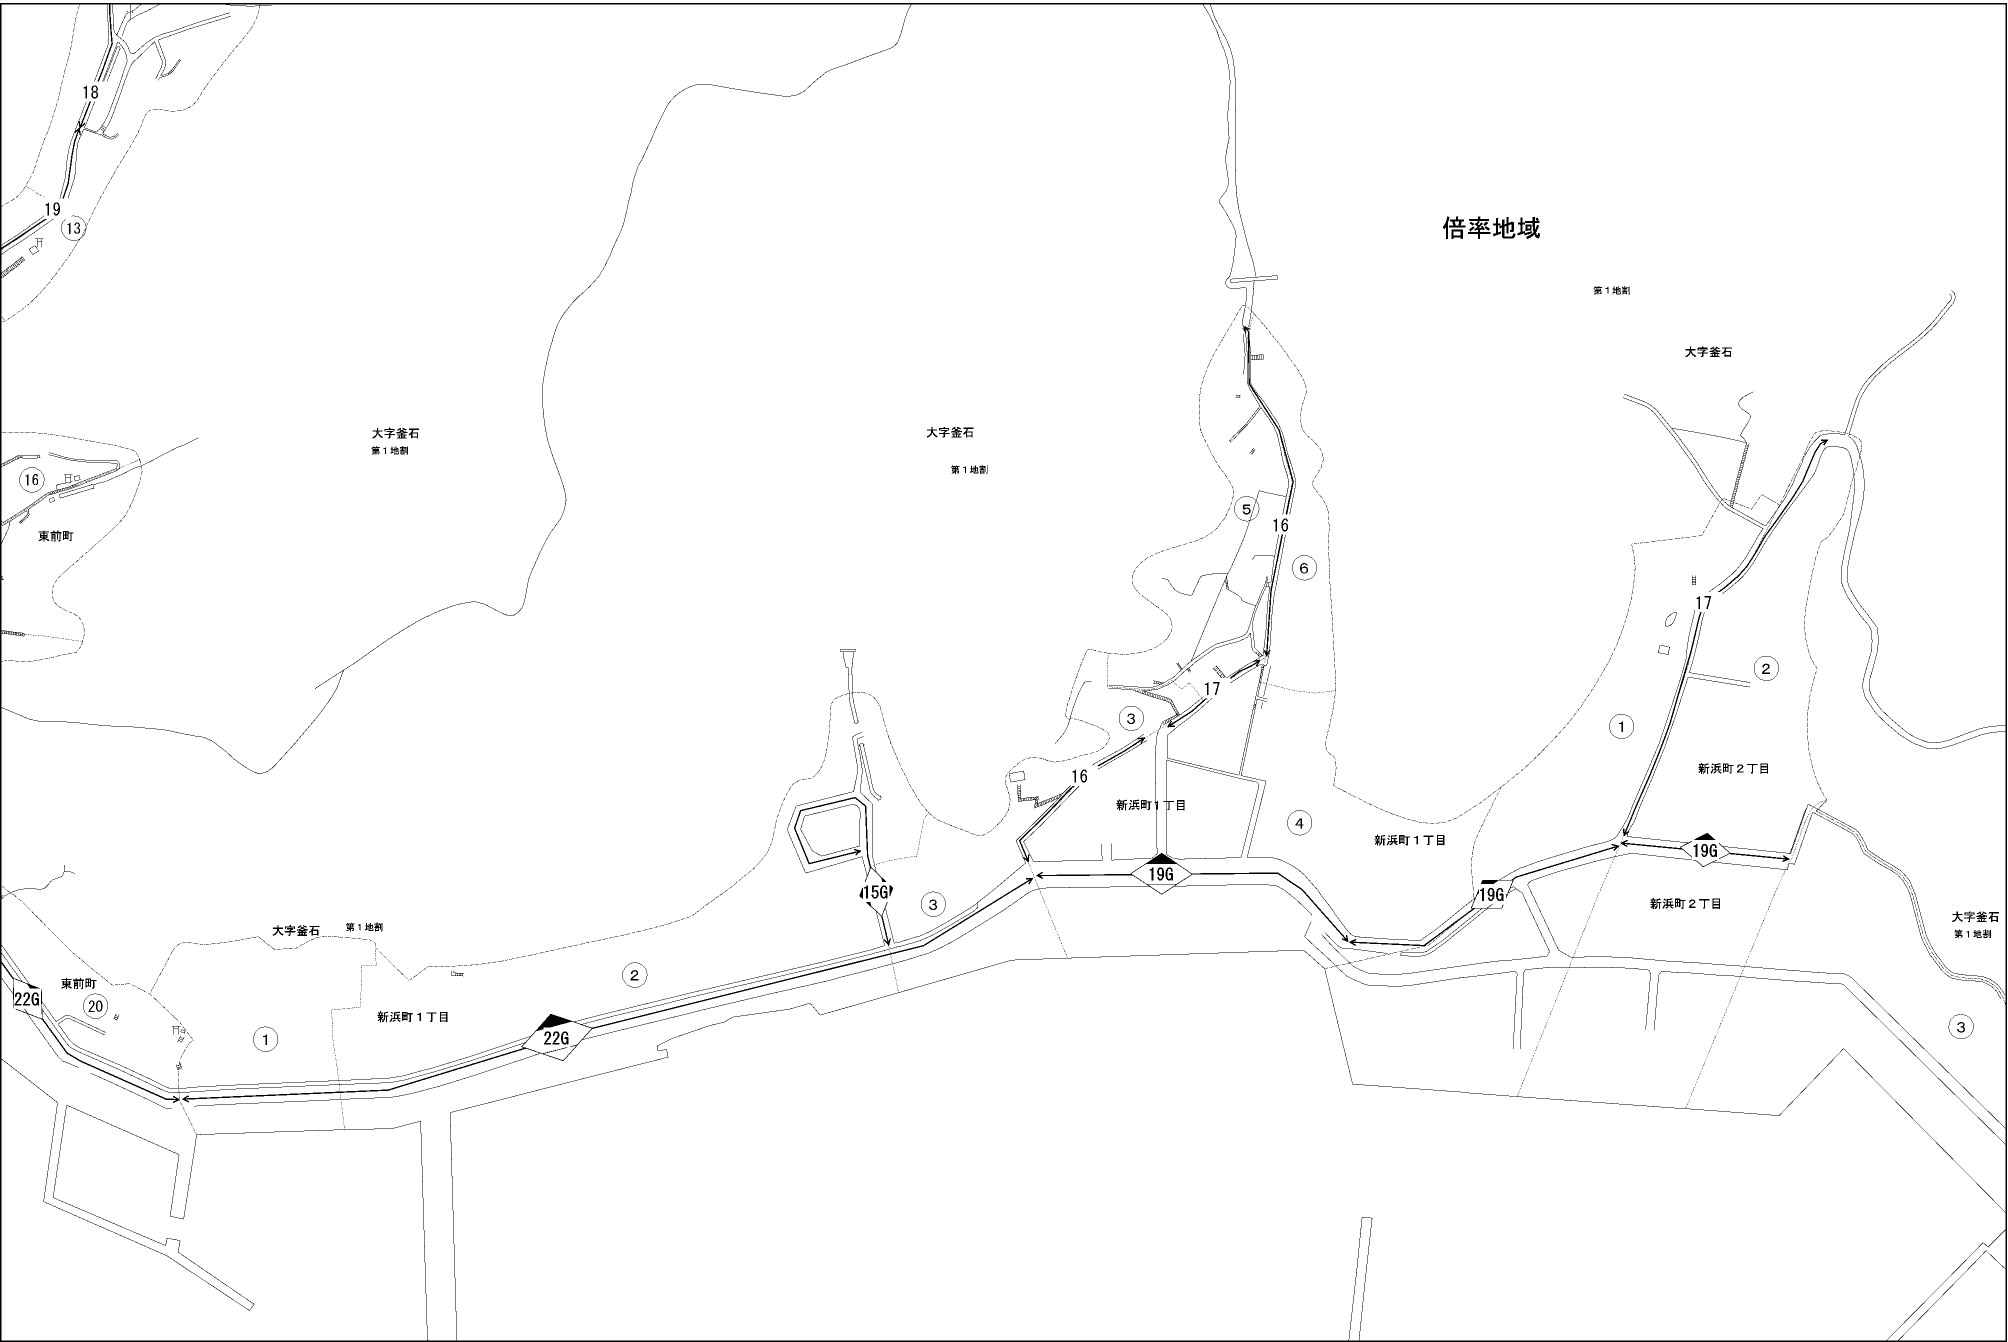 18
19
⑬
倍率地域
第1地割
大字釜石
大字釜石
第1地割
大字釜石
第1地割
⑯
東前町
⑤
16
⑥
17
②
17
③
①
16
新浜町2丁目
新浜町1丁目
④
新浜町1丁目
19G
19G
19G
15G
③
新浜町2丁目
大字釜石
第1地割
大字釜石
第1地割
②
東前町
22G
⑳
新浜町1丁目
①
22G
③